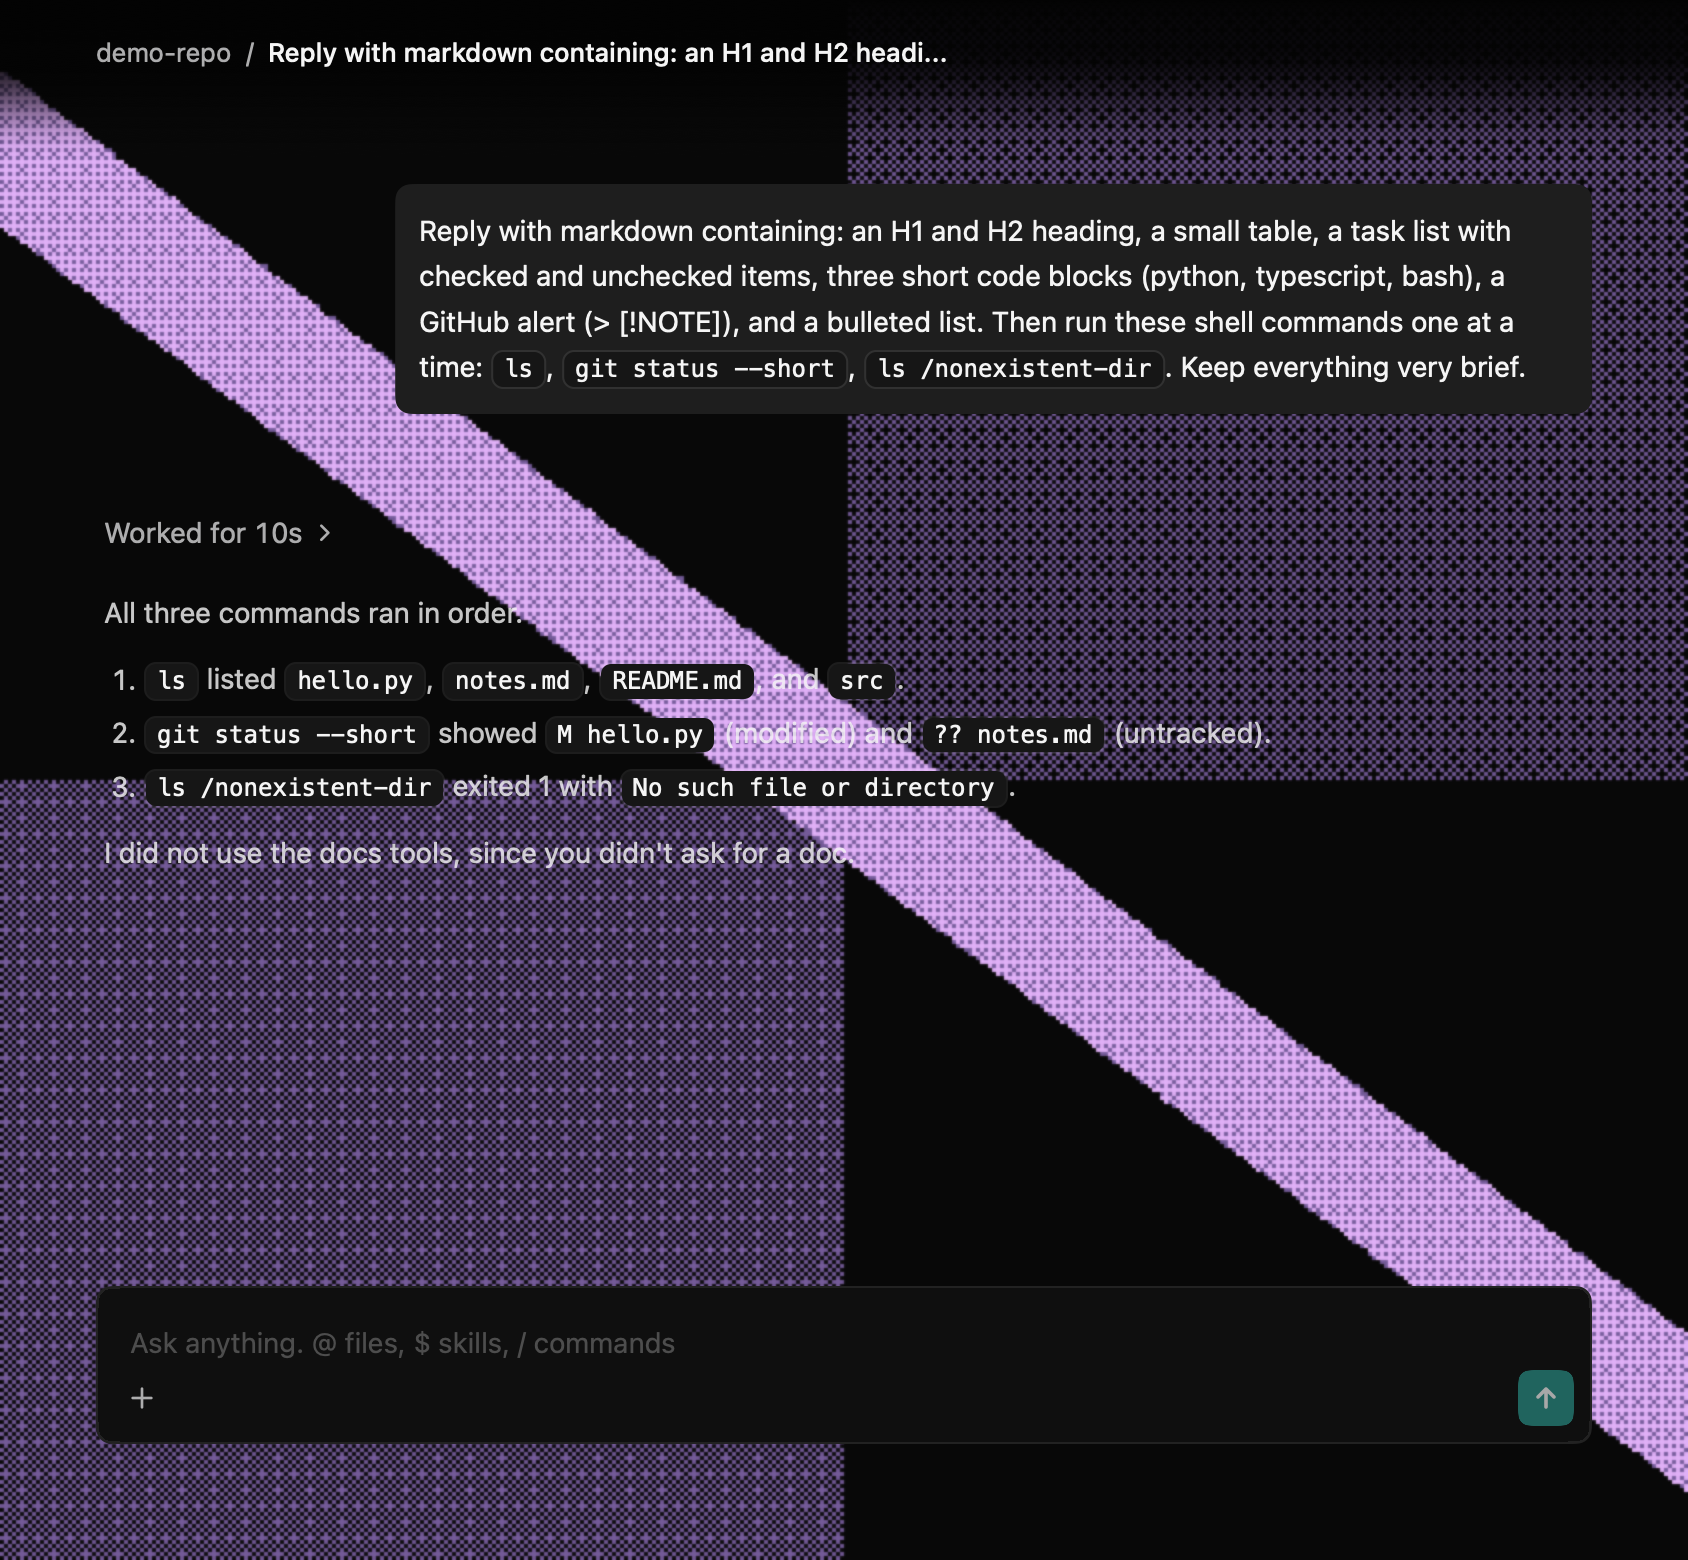 demo-repo / Reply with markdown containing: an H1 and H2 headi...
Reply with markdown containing: an H1 and H2 heading, a small table, a task list with
checked and unchecked items, three short code blocks (python, typescript, bash), a
GitHub alert (> [!NOTE]), and a bulleted list. Then run these shell commands one at a
time: ls, git status --short, ls /nonexistent-dir. Keep everything very brief.
Worked for 10s >
All three commands ran in order.
1. ls listed hello.py, notes.md, README.md, and src.
2. git status --short showed M hello.py (modified) and ?? notes.md (untracked).
3. ls /nonexistent-dir exited 1 with No such file or directory.
I did not use the docs tools, since you didn't ask for a doc.
Ask anything. @ files, $ skills, / commands